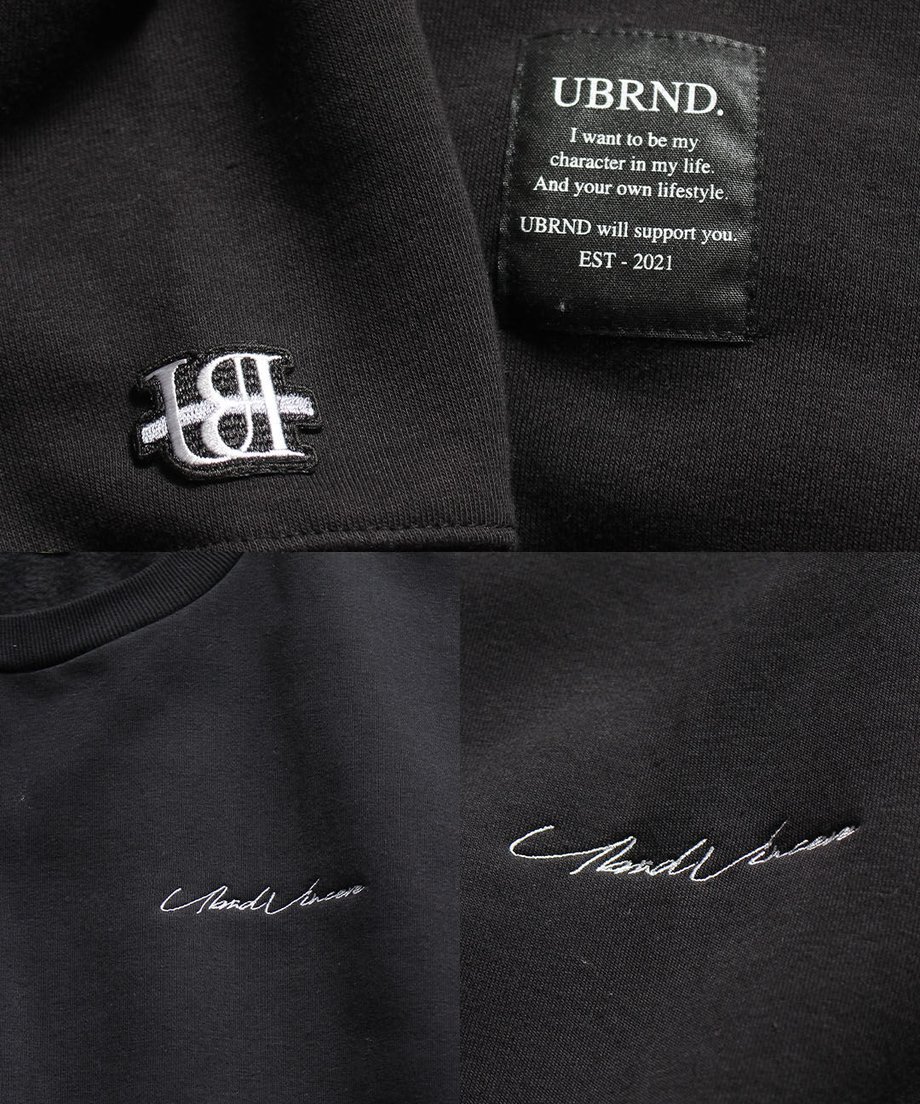 UBRND.
I want to be my
character in my life.
And your own lifestyle.
UBRND will support you.
EST - 2021
UB